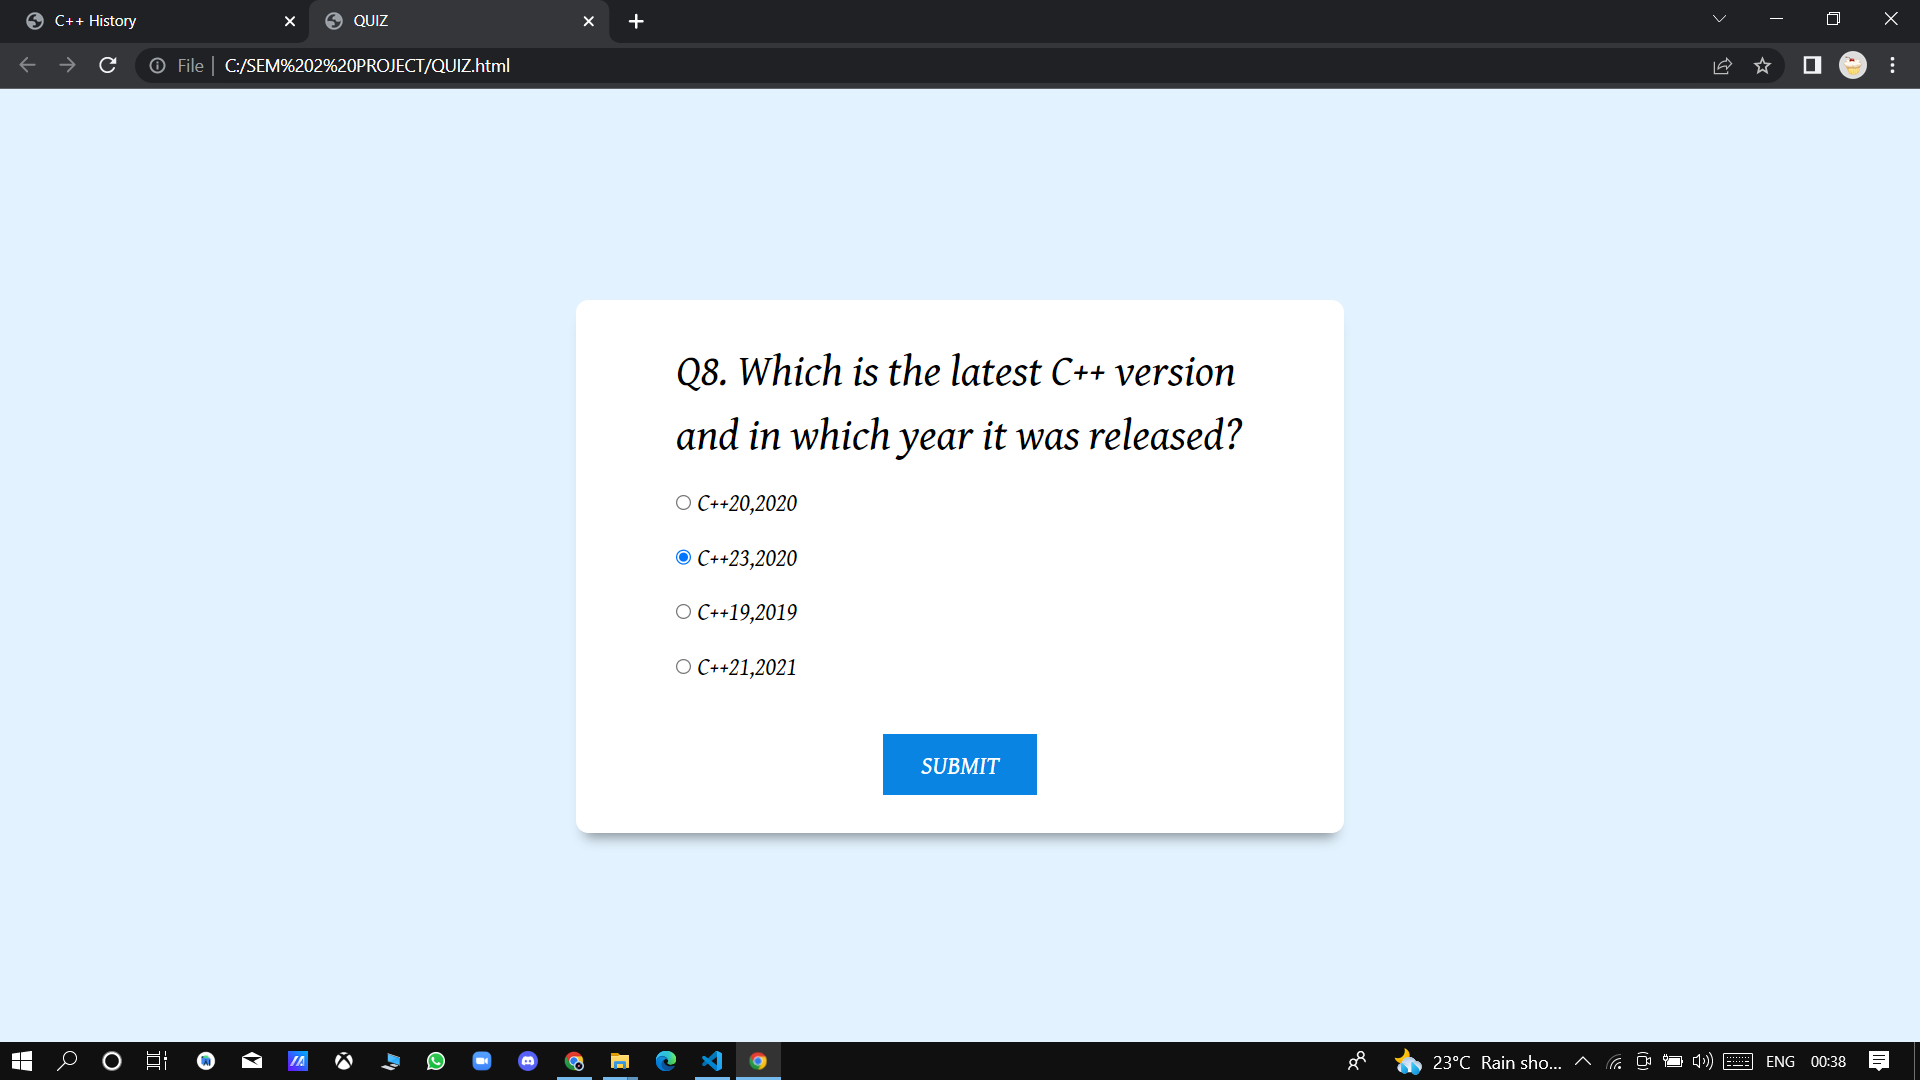 C++ History
QUIZ
File | C:/SEM%202%20PROJECT/QUIZ.html
Q8. Which is the latest C++ version
and in which year it was released?
C++20,2020
C++23,2020
C++19,2019
C++21,2021
SUBMIT
23°C Rain sho... ENG 00:38